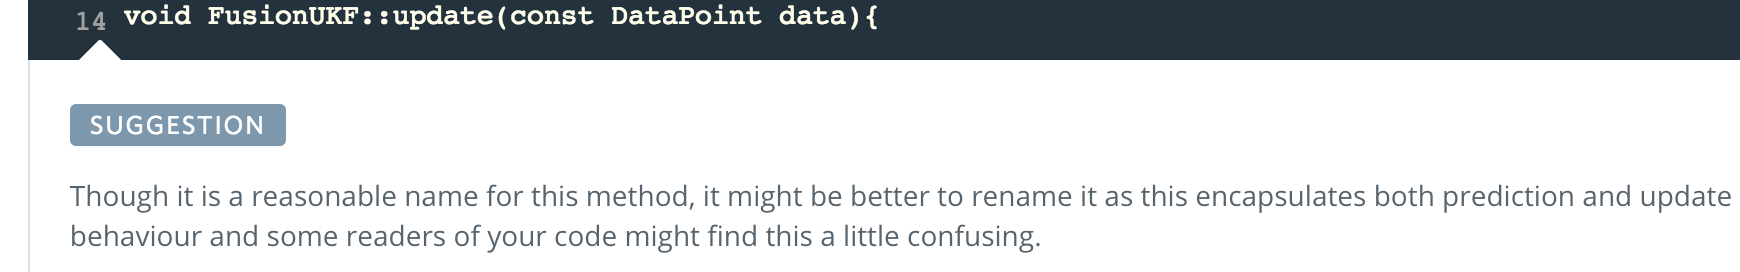 14 void FusionUKF::update(const DataPoint data){
SUGGESTION
Though it is a reasonable name for this method, it might be better to rename it as this encapsulates both prediction and update
behaviour and some readers of your code might find this a little confusing.